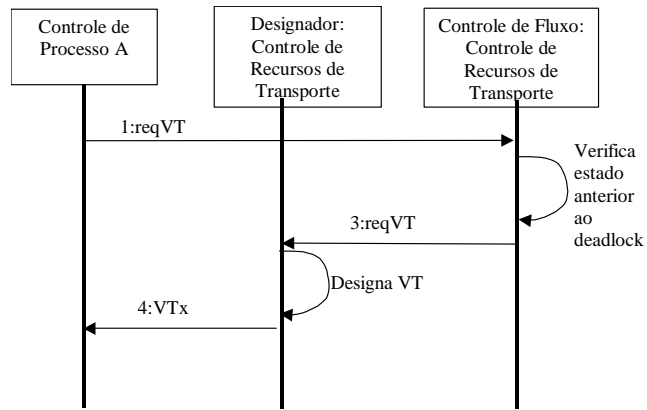 Controle de
Processo A
Designador:
Controle de
Recursos de
Transporte
Controle de Fluxo:
Controle de
Recursos de
Transporte
1:reqVT
Verifica
estado
anterior
ao
deadlock
3:reqVT
Designa VT
4:VTx